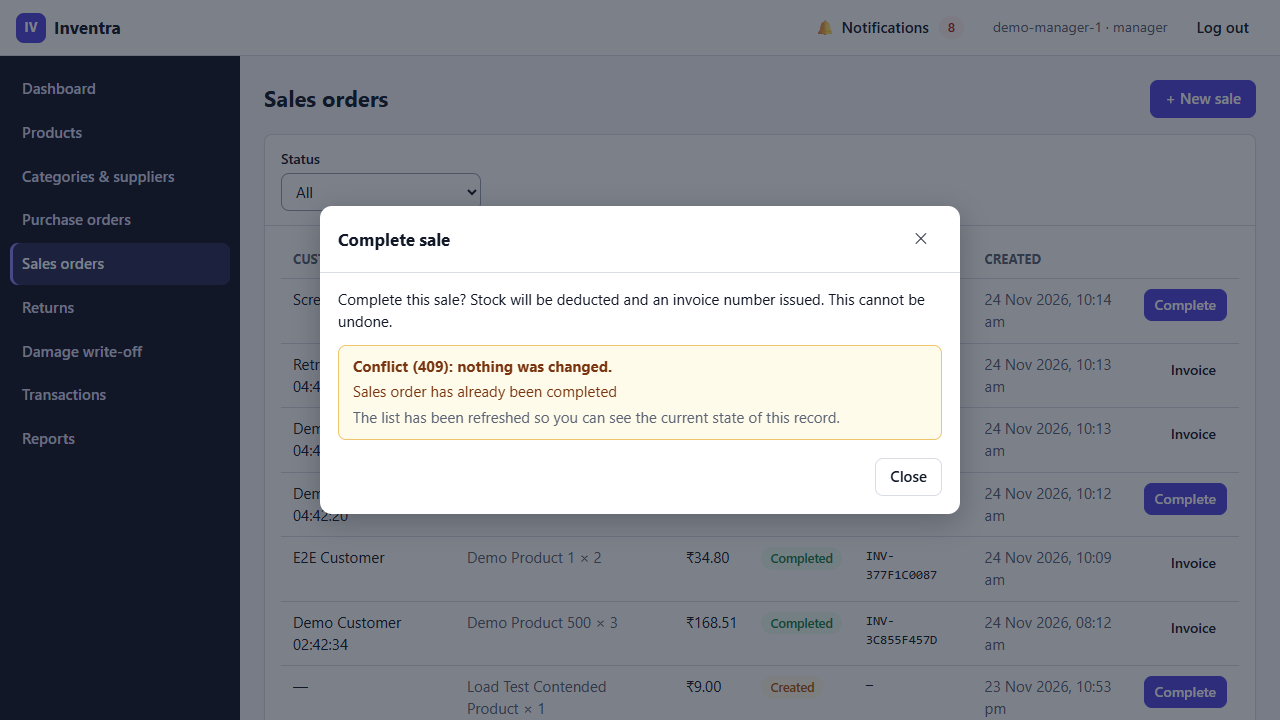 IV Inventra
🔔 Notifications 8
demo-manager-1 · manager
Log out
Dashboard
Products
Categories & suppliers
Purchase orders
Sales orders
Returns
Damage write-off
Transactions
Reports
Sales orders
+ New sale
Status
All
CREATED
24 Nov 2026, 10:14
am
Complete
24 Nov 2026, 10:13
am
Invoice
24 Nov 2026, 10:13
am
Invoice
24 Nov 2026, 10:12
am
Complete
Complete sale
Complete this sale? Stock will be deducted and an invoice number issued. This cannot be
undone.
Conflict (409): nothing was changed.
Sales order has already been completed
The list has been refreshed so you can see the current state of this record.
Close
04:42:20
E2E Customer
Demo Product 1 × 2
₹34.80
Completed
INV-
377F1C0087
24 Nov 2026, 10:09
am
Invoice
Demo Customer
02:42:34
Demo Product 500 × 3
₹168.51
Completed
INV-
3C855F457D
24 Nov 2026, 08:12
am
Invoice
—
Load Test Contended
Product × 1
₹9.00
Created
–
23 Nov 2026, 10:53
pm
Complete